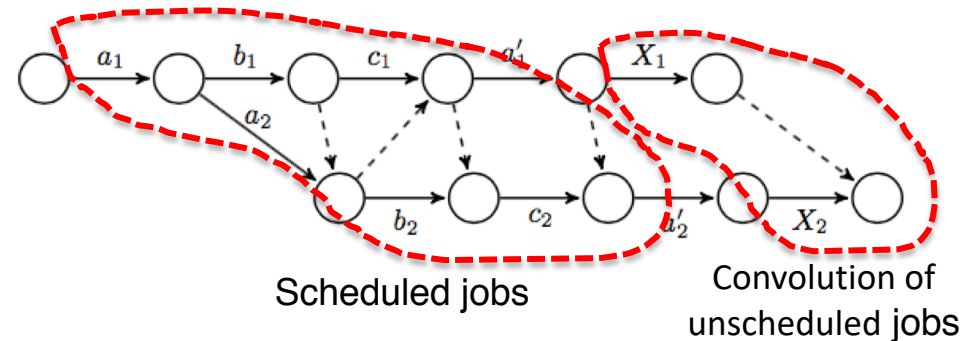 a₁ b₁ c₁ a′₁ X₁
a₂
b₂ c₂ a′₂ X₂
Scheduled jobs
Convolution of
unscheduled jobs